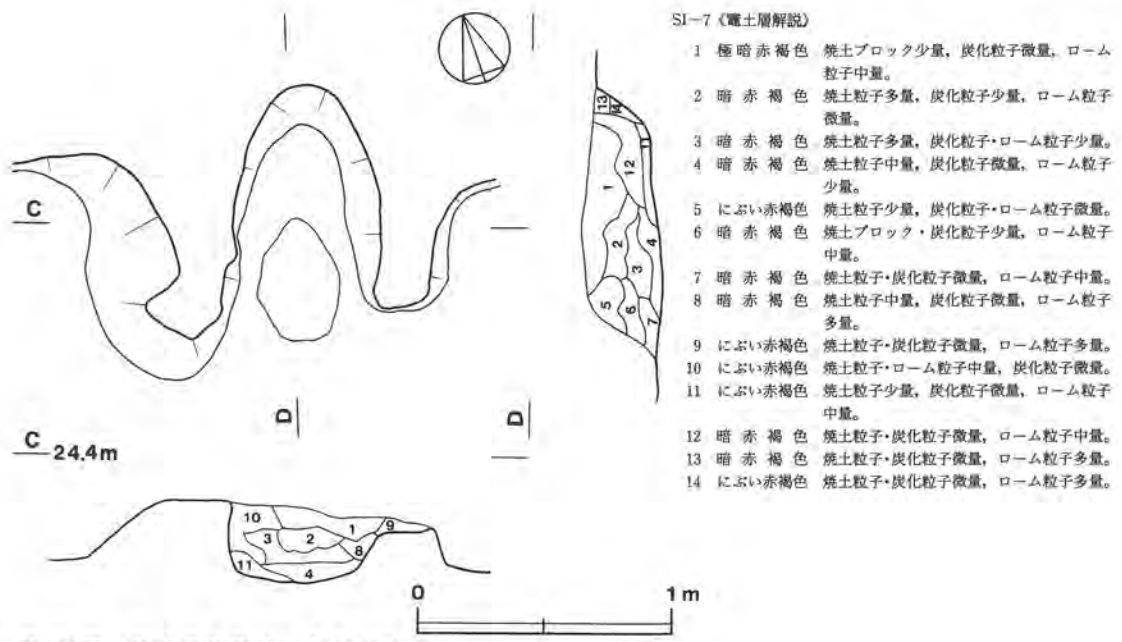 SI-7《竈土層解説》
1 極暗赤褐色 焼土ブロック少量，炭化粒子微量，ローム
粒子中量。
2 暗赤褐色 焼土粒子多量，炭化粒子少量，ローム粒子
微量。
3 暗赤褐色 焼土粒子多量，炭化粒子・ローム粒子少量。
4 暗赤褐色 焼土粒子中量，炭化粒子微量，ローム粒子
少量。
5 にぶい赤褐色 焼土粒子少量，炭化粒子・ローム粒子微量。
6 暗赤褐色 焼土ブロック・炭化粒子少量，ローム粒子
中量。
7 暗赤褐色 焼土粒子・炭化粒子微量，ローム粒子中量。
8 暗赤褐色 焼土粒子中量，炭化粒子微量，ローム粒子
多量。
9 にぶい赤褐色 焼土粒子・炭化粒子微量，ローム粒子多量。
10 にぶい赤褐色 焼土粒子・ローム粒子中量，炭化粒子微量。
11 にぶい赤褐色 焼土粒子少量，炭化粒子微量，ローム粒子
中量。
12 暗赤褐色 焼土粒子・炭化粒子微量，ローム粒子中量。
13 暗赤褐色 焼土粒子・炭化粒子微量，ローム粒子多量。
14 にぶい赤褐色 焼土粒子・炭化粒子微量，ローム粒子多量。
13
14
11
12
1
2
4
3
5
6
7
C
D
D
C 24.4m
10
1
9
3
2
8
11
4
0
1m